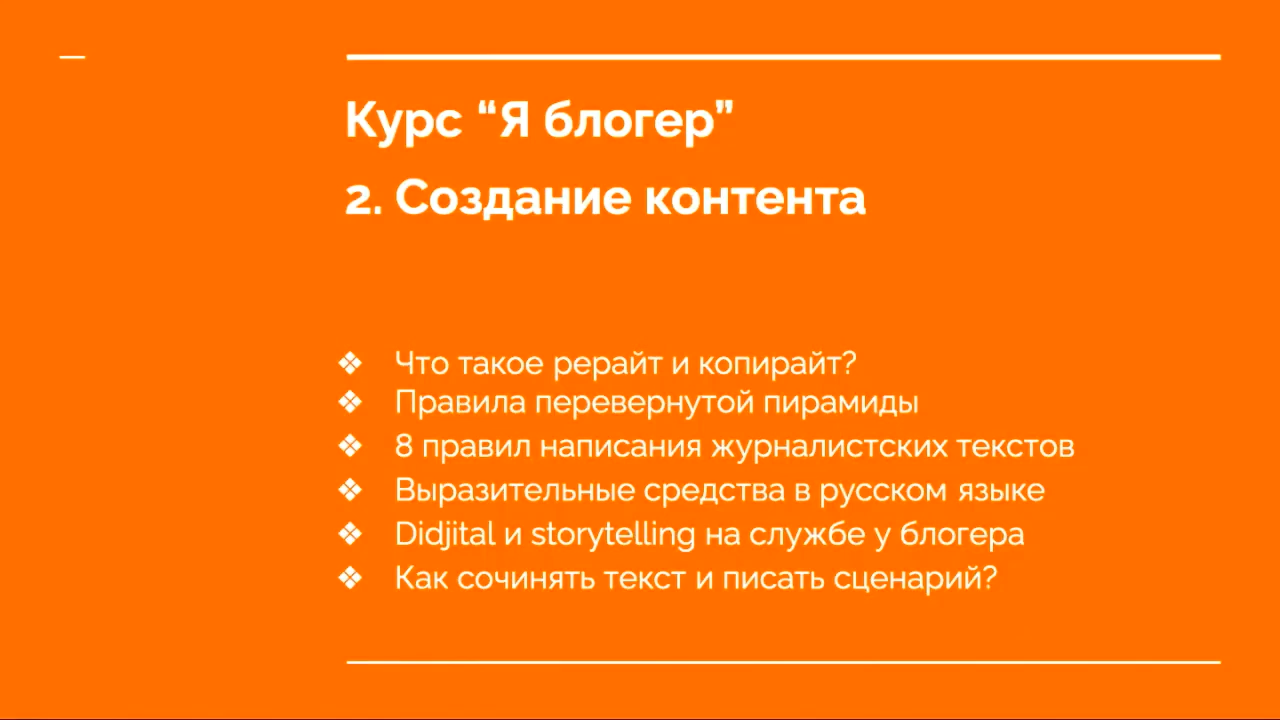 Курс “Я блогер”
2. Создание контента
❖ Что такое рерайт и копирайт?
❖ Правила перевернутой пирамиды
❖ 8 правил написания журналистских текстов
❖ Выразительные средства в русском языке
❖ Didjital и storytelling на службе у блогера
❖ Как сочинять текст и писать сценарий?